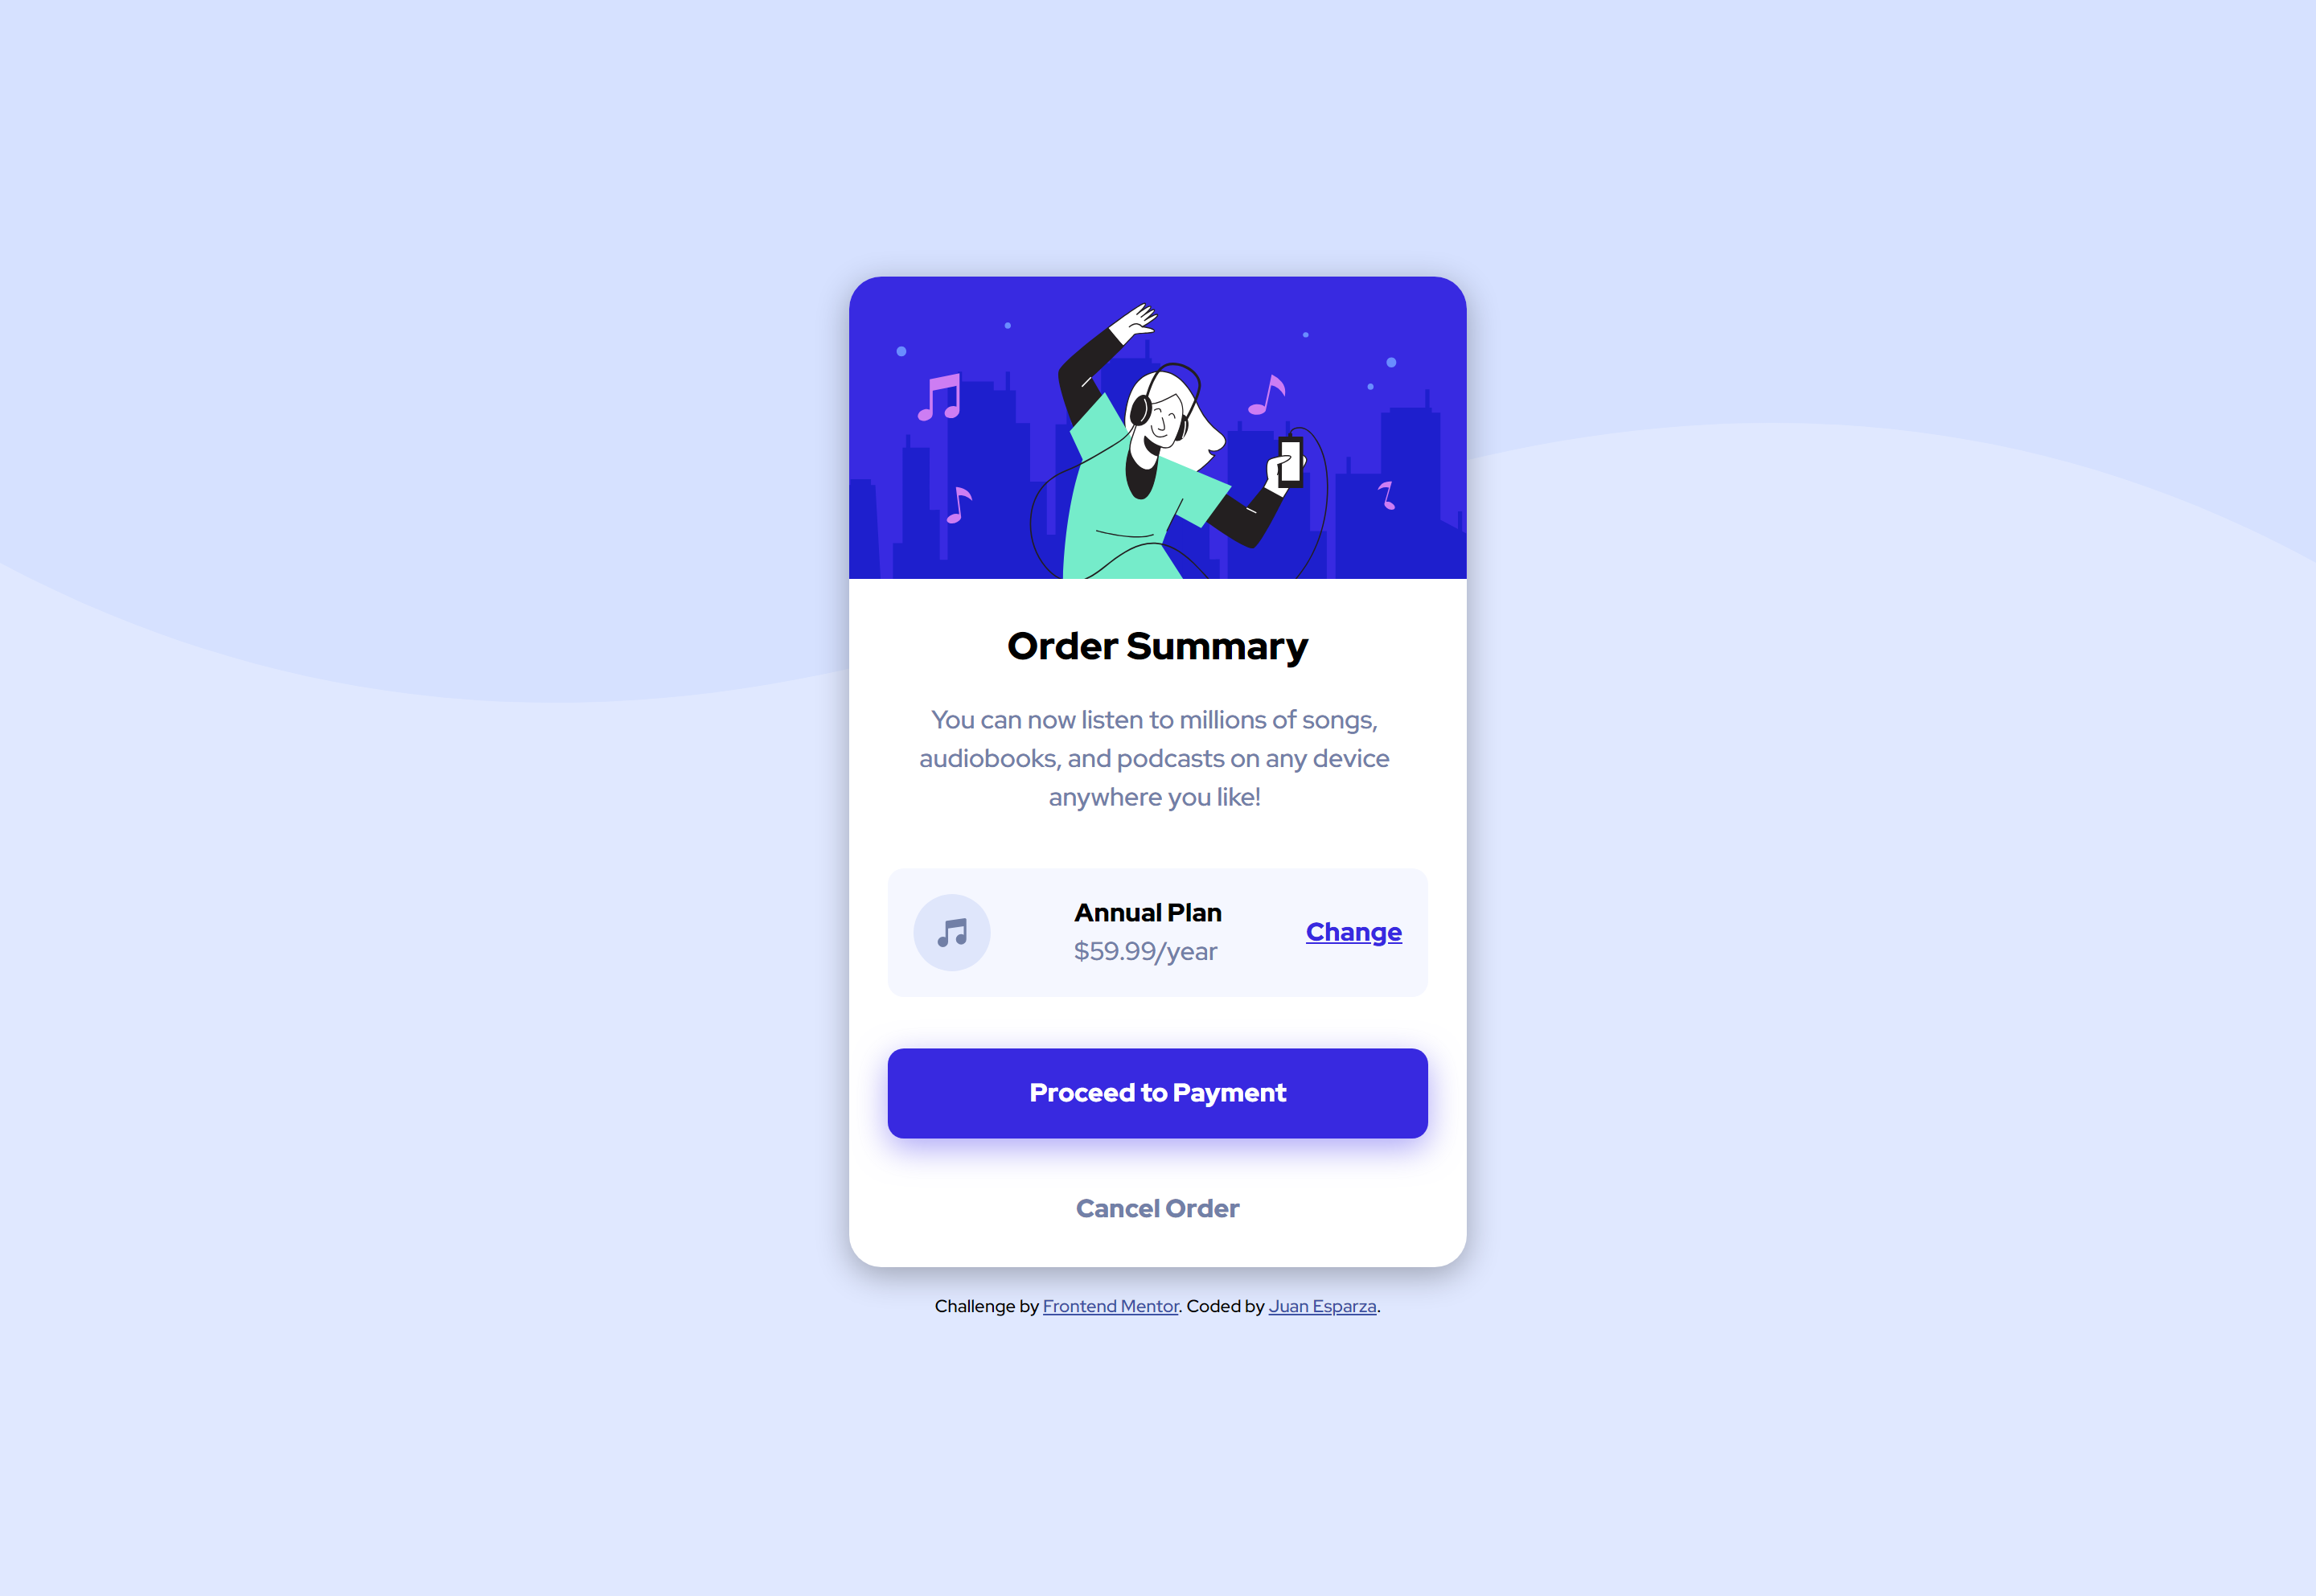 Order Summary
You can now listen to millions of songs,
audiobooks, and podcasts on any device
anywhere you like!
Annual Plan
$59.99/year
Change
Proceed to Payment
Cancel Order
Challenge by Frontend Mentor. Coded by Juan Esparza.